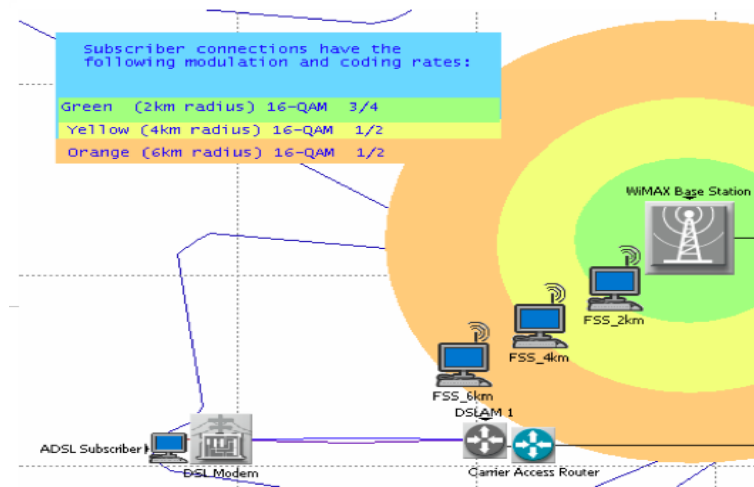 Subscriber connections have the
following modulation and coding rates:
Green (2km radius) 16-QAM 3/4
Yellow (4km radius) 16-QAM 1/2
Orange (6km radius) 16-QAM 1/2
WiMAX Base Station
FSS_2km
FSS_4km
FSS_6km
DSLAM 1
ADSL Subscriber
DSL Modem
Carrier Access Router